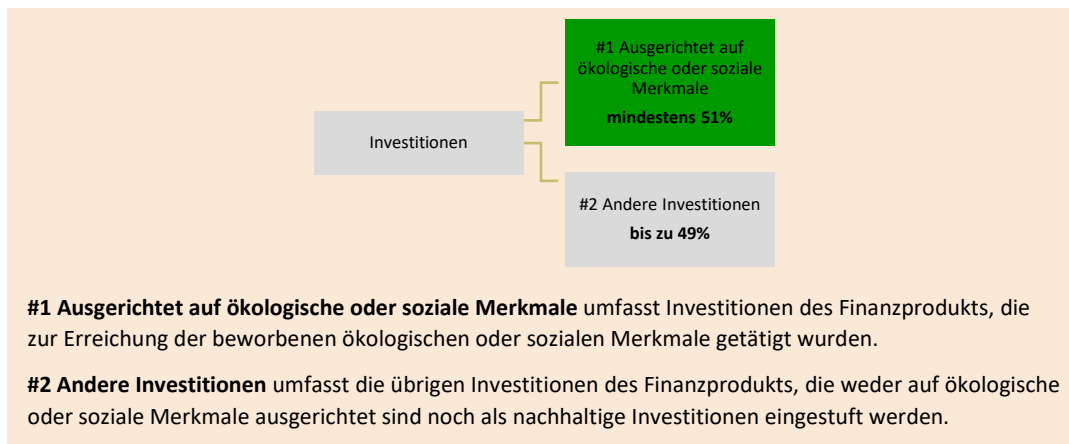 #1 Ausgerichtet auf
ökologische oder soziale
Merkmale
mindestens 51%
Investitionen
#2 Andere Investitionen
bis zu 49%
#1 Ausgerichtet auf ökologische oder soziale Merkmale umfasst Investitionen des Finanzprodukts, die
zur Erreichung der beworbenen ökologischen oder sozialen Merkmale getätigt wurden.
#2 Andere Investitionen umfasst die übrigen Investitionen des Finanzprodukts, die weder auf ökologische
oder soziale Merkmale ausgerichtet sind noch als nachhaltige Investitionen eingestuft werden.